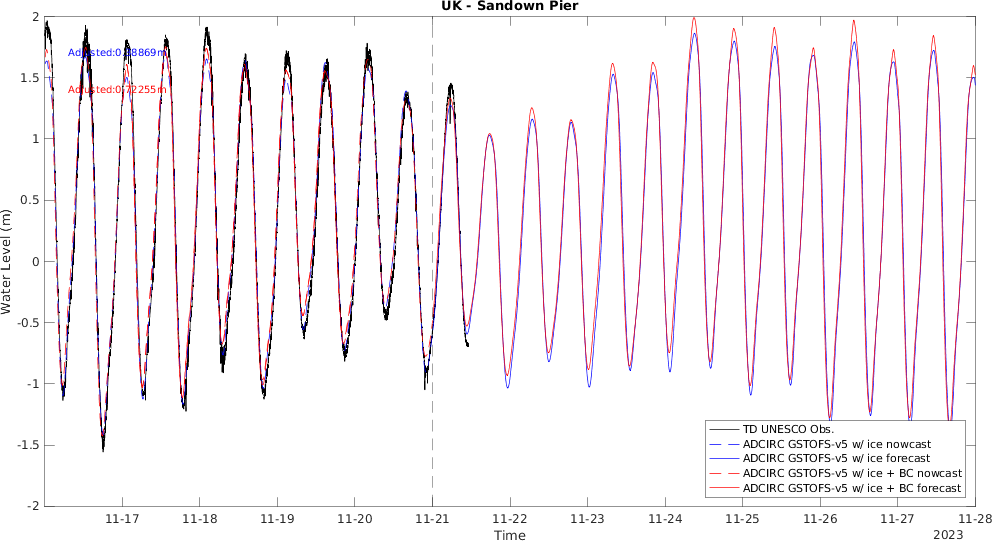 UK - Sandown Pier
2
1.5
1
0.5
0
-0.5
-1
-1.5
-2
Water Level (m)
11-17
11-18
11-19
11-20
11-21
11-22
11-23
11-24
11-25
11-26
11-27
11-28
2023
Time
TD UNESCO Obs.
ADCIRC GSTOFS-v5 w/ ice nowcast
ADCIRC GSTOFS-v5 w/ ice forecast
ADCIRC GSTOFS-v5 w/ ice + BC nowcast
ADCIRC GSTOFS-v5 w/ ice + BC forecast